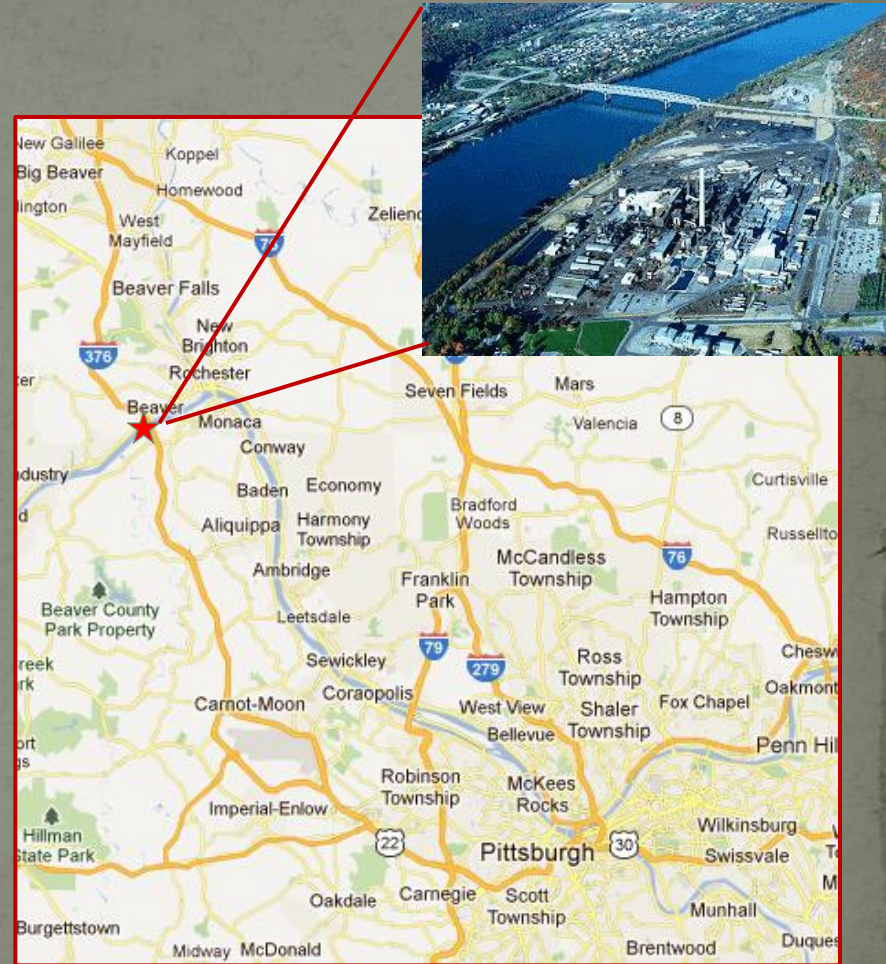 New Galilee
Koppel
Big Beaver
Homewood
lington
West
Mayfield
Zelien
Beaver Falls
376
New
Brighton
ter
Rochester
Seven Fields
Mars
Beaver
Monaca
8
Valencia
Conway
ndustry
Curtisville
Baden
Economy
d
Bradford
Woods
Aliquippa
Harmony
Township
Russellto
McCandless
Township
76
Ambridge
Franklin
Park
Hampton
Township
Beaver County
Park Property
Leetsdale
79
Ross
Township
Chesw
reek
rk
Sewickley
279
Oakmont
Carnot-Moon
Coraopolis
West View
Shaler
Township
Fox Chapel
Bellevue
ort
gs
Penn Hil
Robinson
Township
McKees
Rocks
Imperial-Enlow
Hillman
State Park
22
Pittsburgh
30
Wilkinsburg
Swissvale
Oakdale
Carnegie
Scott
Township
M
Munhall
Burgettstown
Midway
McDonald
Brentwood
Duques